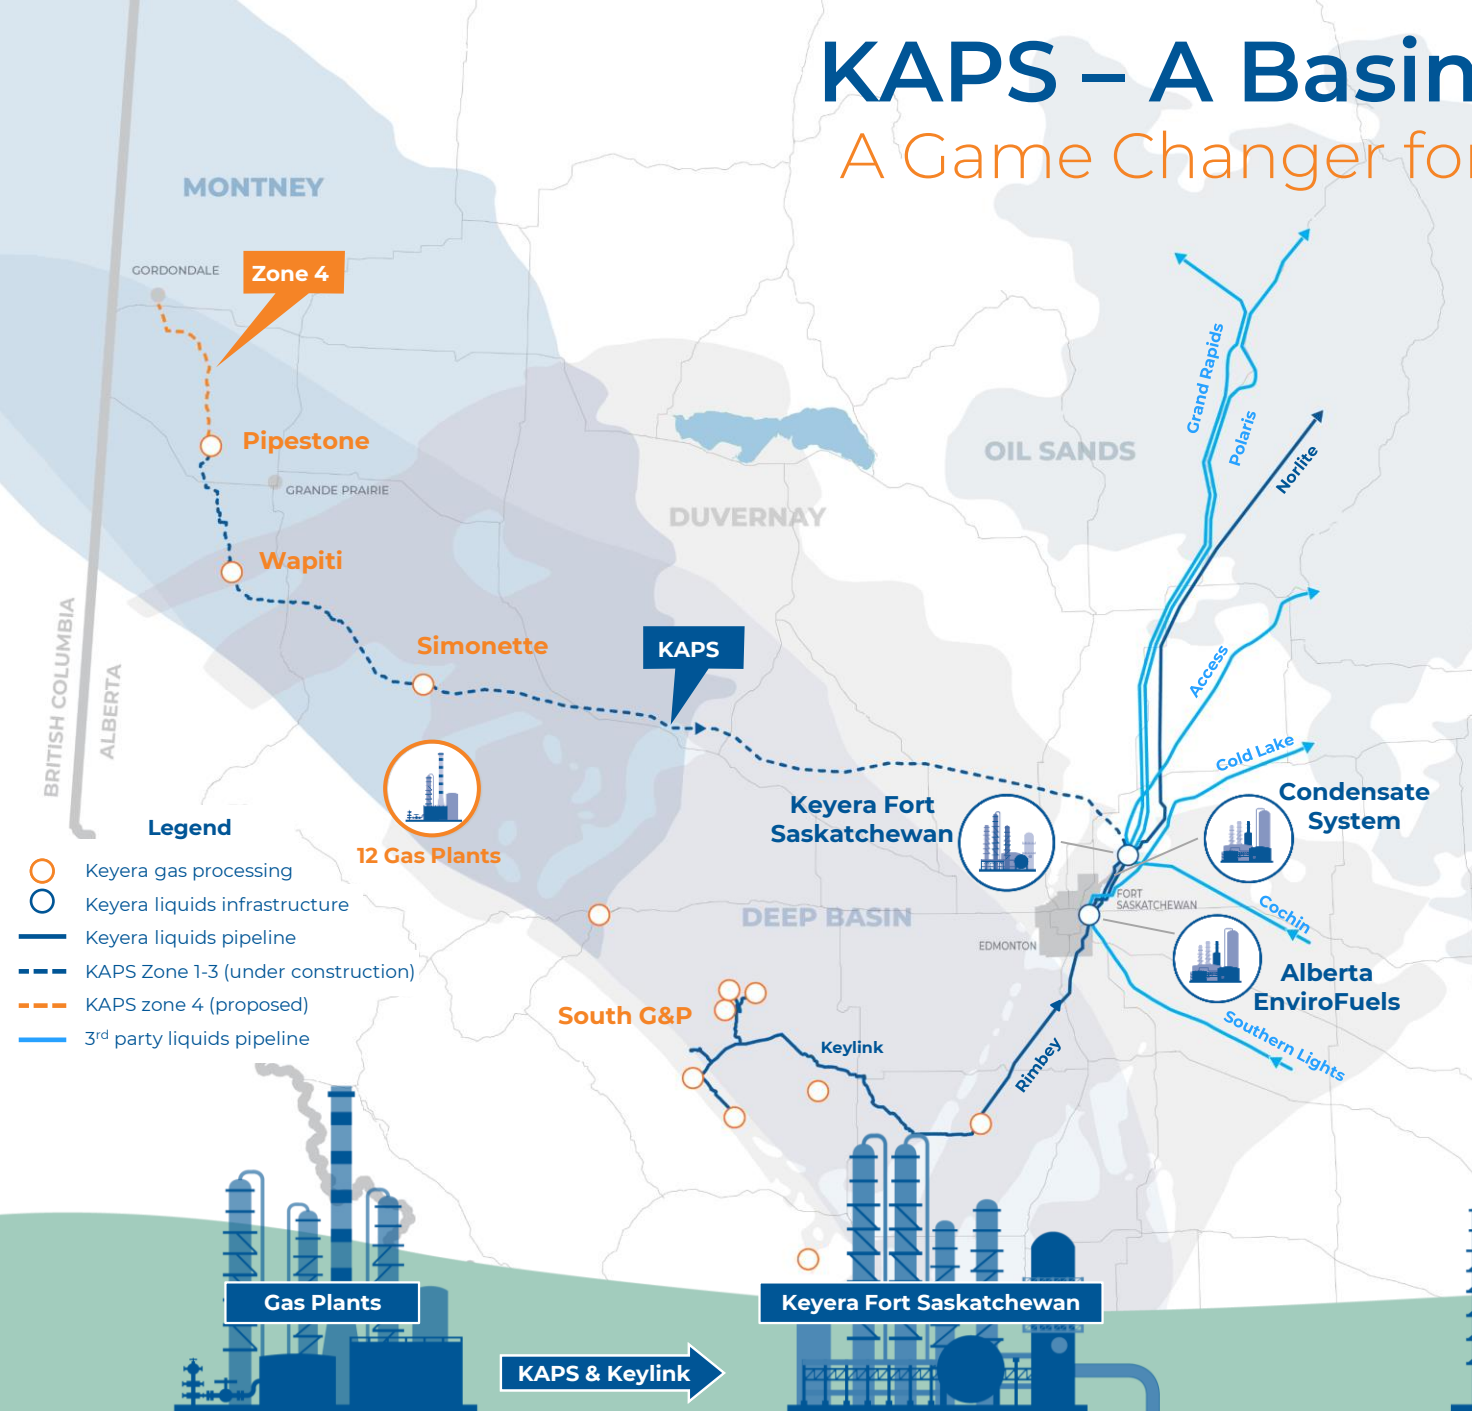 KAPS – A Basin
A Game Changer for
MONTNEY
GORDONDALE
Zone 4
Grand Rapids
Polaris
Norlite
Pipestone
OIL SANDS
GRANDE PRAIRIE
DUVERNAY
Wapiti
Simonette
KAPS
BRITISH COLUMBIA
ALBERTA
Access
Cold Lake
Keyera Fort
Saskatchewan
Condensate
System
12 Gas Plants
Legend
Keyera gas processing
Keyera liquids infrastructure
Keyera liquids pipeline
KAPS Zone 1-3 (under construction)
KAPS zone 4 (proposed)
3rd party liquids pipeline
DEEP BASIN
FORT
SASKATCHEWAN
EDMONTON
Cochin
Alberta
EnviroFuels
Southern Lights
South G&P
Keylink
Rimbey
Gas Plants
Keyera Fort Saskatchewan
KAPS & Keylink